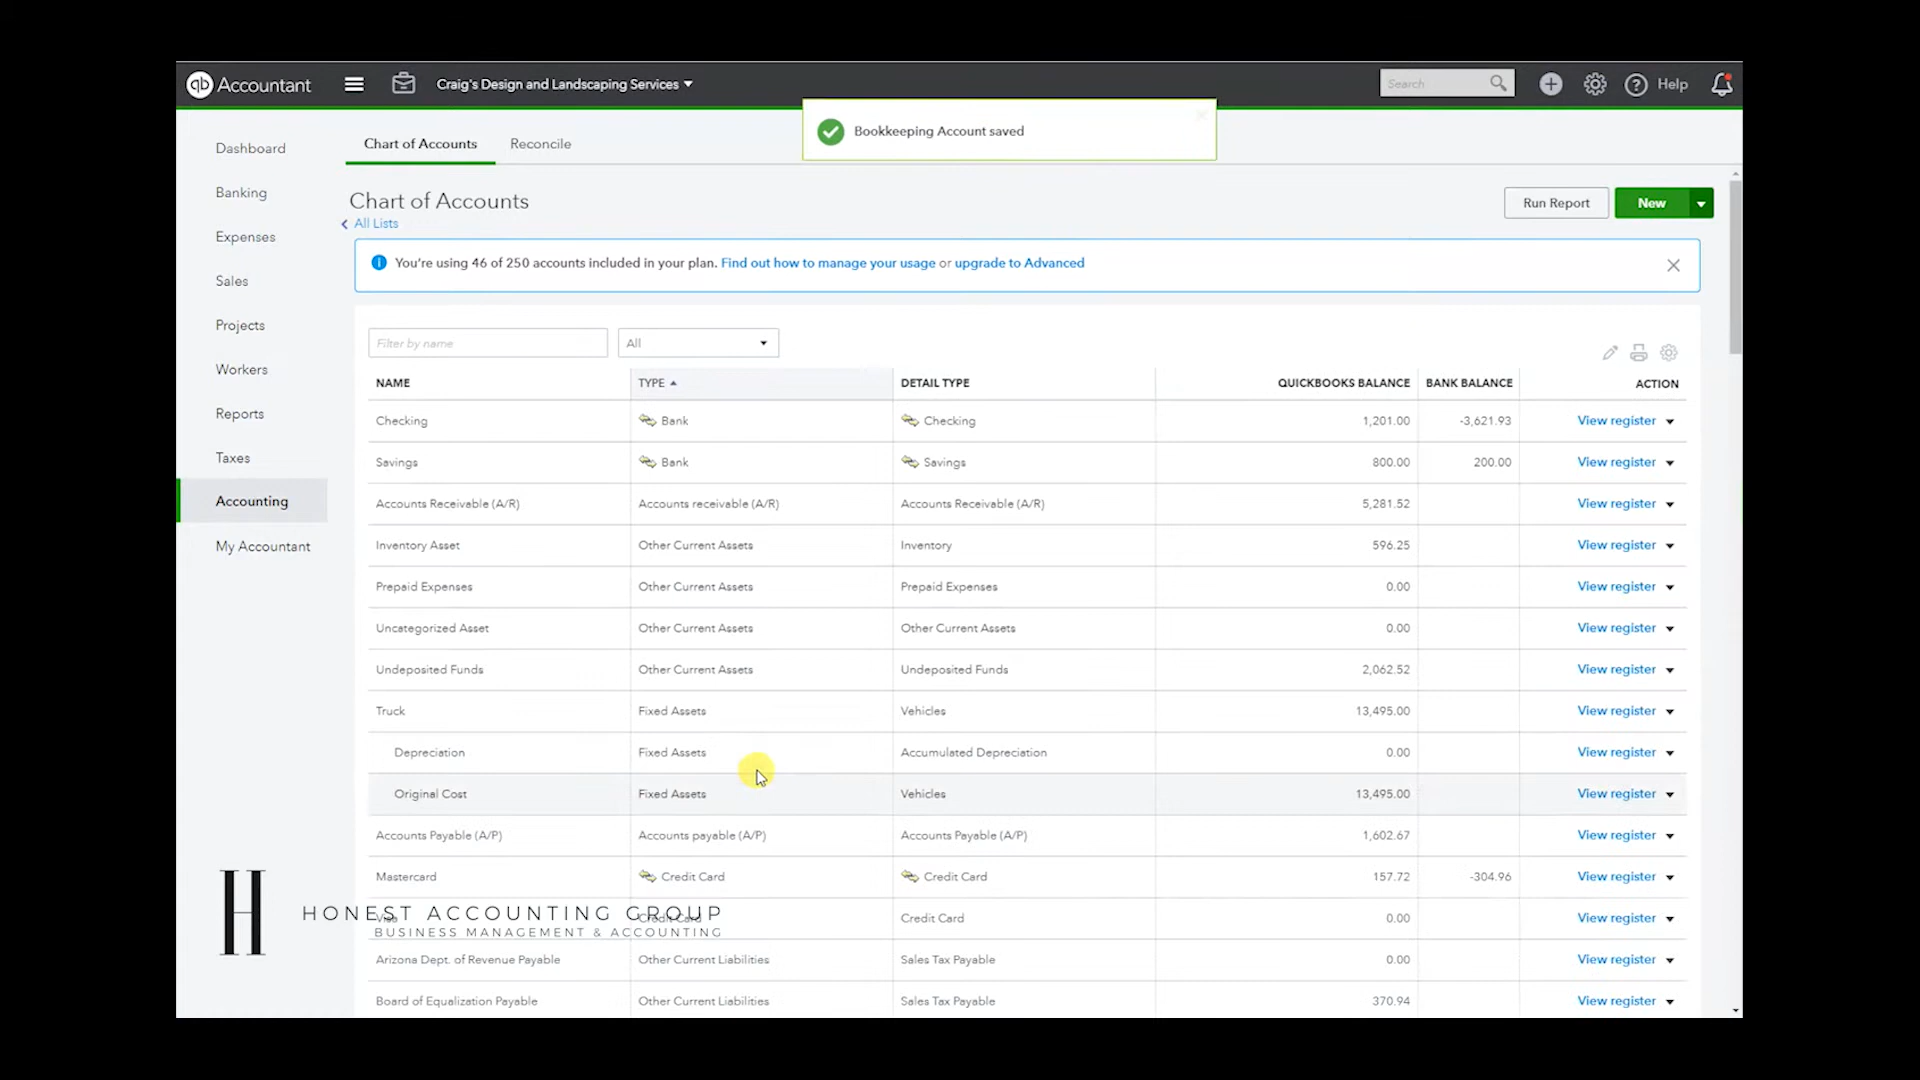 qb Accountant
Craig's Design and Landscaping Services
Search
Help
Bookkeeping Account saved
Dashboard
Banking
Expenses
Sales
Projects
Workers
Reports
Taxes
Accounting
My Accountant
Chart of Accounts
Reconcile
Chart of Accounts
All Lists
Run Report
New
You're using 46 of 250 accounts included in your plan. Find out how to manage your usage or upgrade to Advanced
Filter by name
All
NAME TYPE DETAIL TYPE QUICKBOOKS BALANCE BANK BALANCE ACTION
Checking Bank Checking 1,201.00 -3,621.93 View register
Savings Bank Savings 800.00 200.00 View register
Accounts Receivable (A/R) Accounts receivable (A/R) Accounts Receivable (A/R) 5,281.52 View register
Inventory Asset Other Current Assets Inventory 596.25 View register
Prepaid Expenses Other Current Assets Prepaid Expenses 0.00 View register
Uncategorized Asset Other Current Assets Other Current Assets 0.00 View register
Undeposited Funds Other Current Assets Undeposited Funds 2,062.52 View register
Truck Fixed Assets Vehicles 13,495.00 View register
Depreciation Fixed Assets Accumulated Depreciation 0.00 View register
Original Cost Fixed Assets Vehicles 13,495.00 View register
Accounts Payable (A/P) Accounts payable (A/P) Accounts Payable (A/P) 1,602.67 View register
Mastercard Credit Card Credit Card 157.72 -304.96 View register
Visa Credit Card Credit Card 0.00 View register
Arizona Dept. of Revenue Payable Other Current Liabilities Sales Tax Payable 0.00 View register
Board of Equalization Payable Other Current Liabilities Sales Tax Payable 370.94 View register
H
HONEST ACCOUNTING GROUP
BUSINESS MANAGEMENT & ACCOUNTING